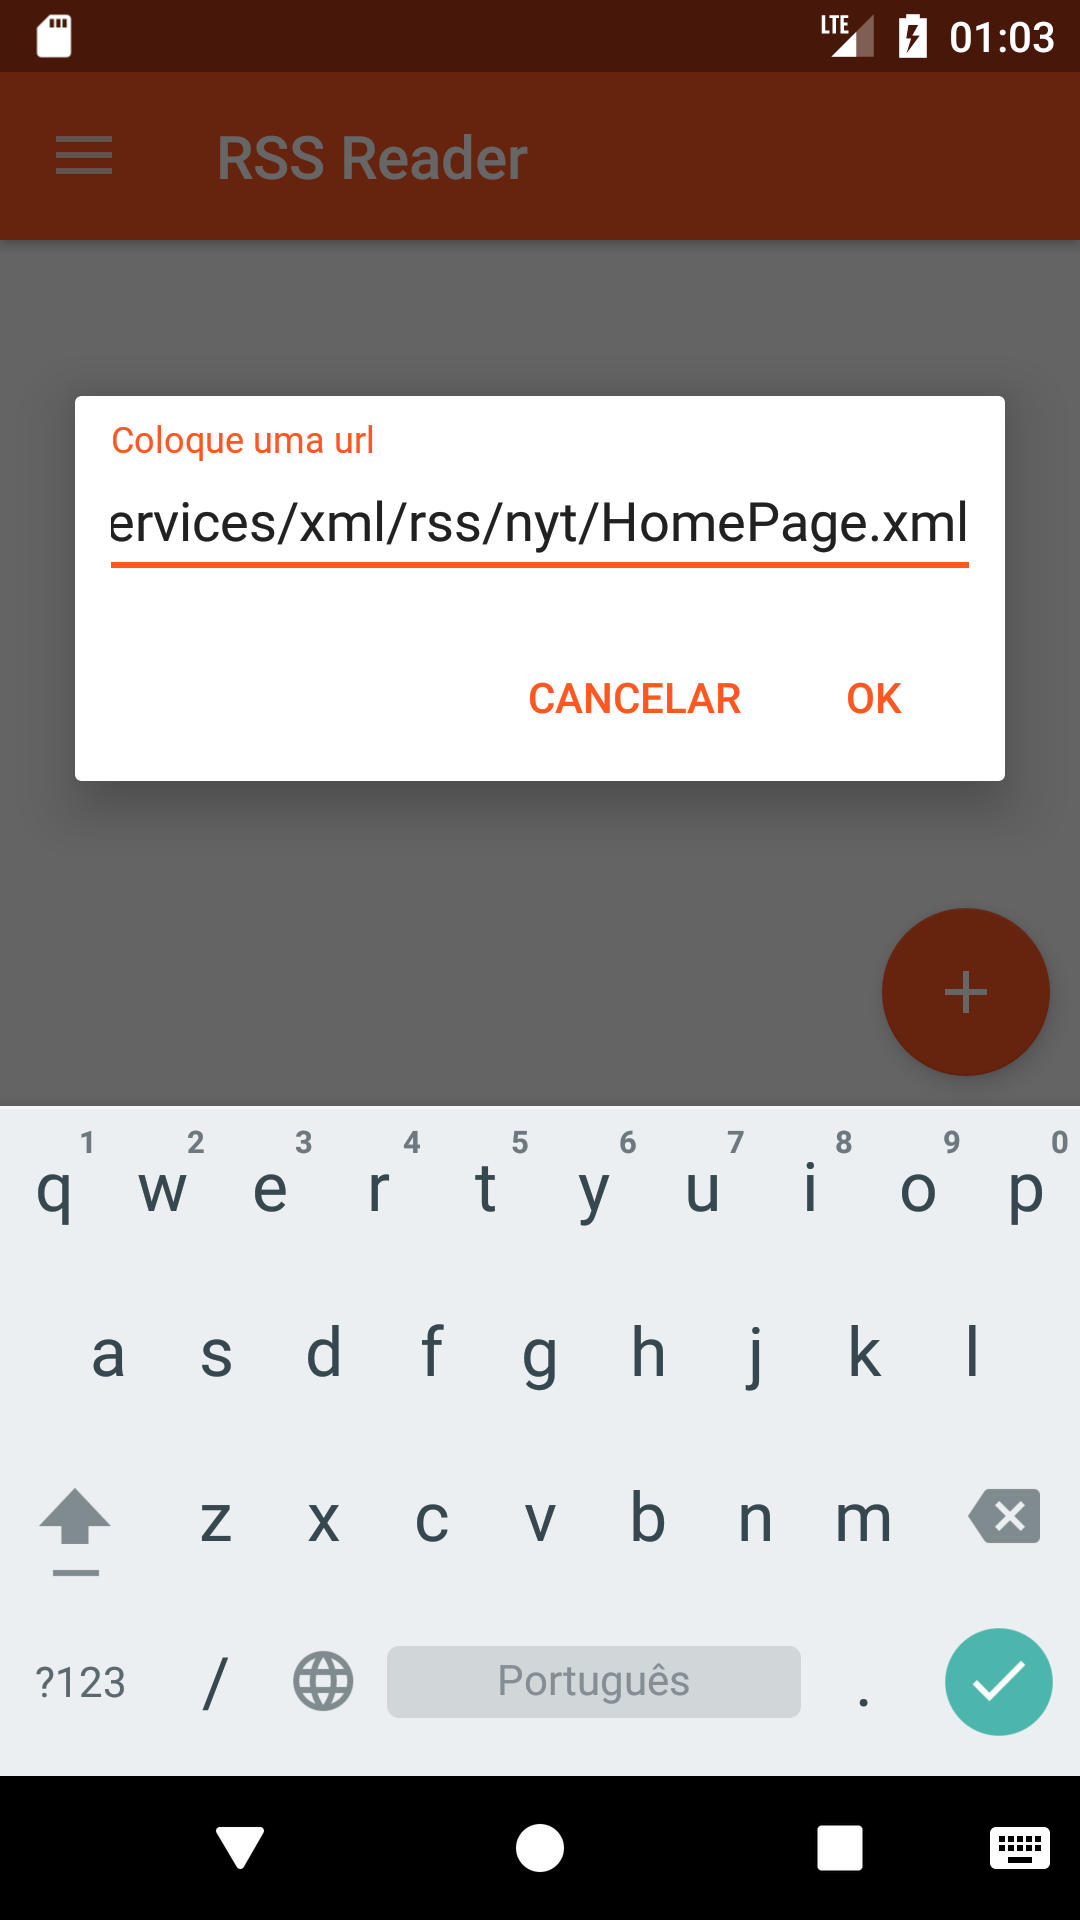 LTE 01:03
RSS Reader
Coloque uma url
ervices/xml/rss/nyt/HomePage.xml
CANCELAR OK
1 2 3 4 5 6 7 8 9 0
q w e r t y u i o p
a s d f g h j k l
z x c v b n m
?123 / Português .